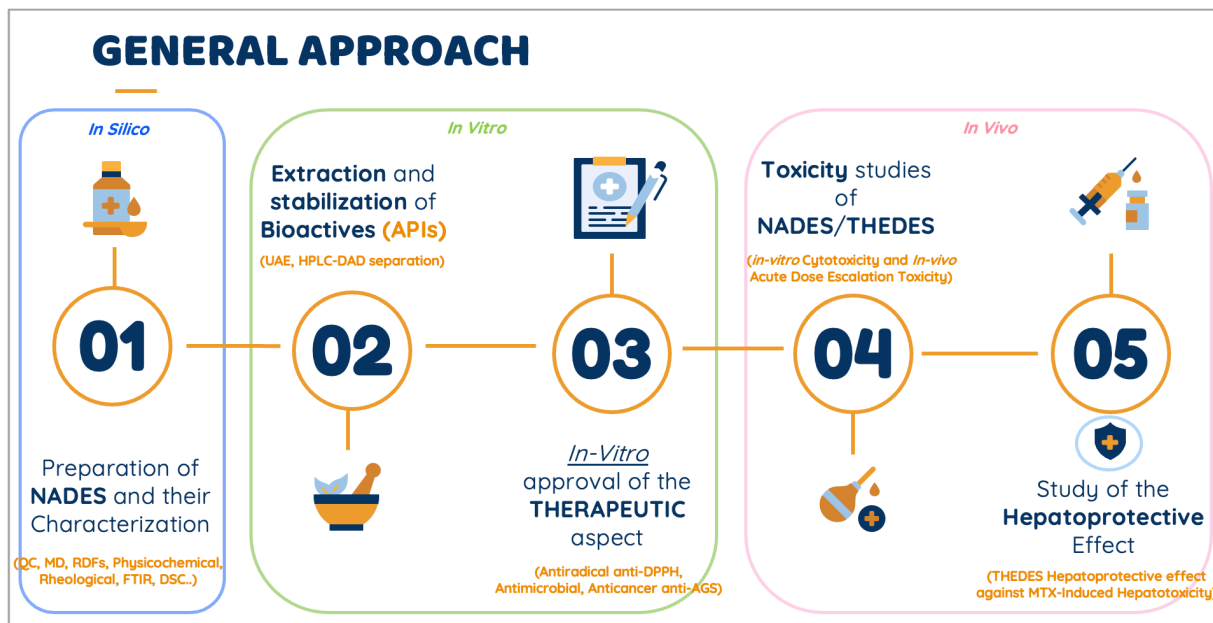 GENERAL APPROACH
In Silico
01
Preparation of
NADES and their
Characterization
(QC, MD, RDFs, Physicochemical,
Rheological, FTIR, DSC..)
In Vitro
Extraction and
stabilization of
Bioactives (APIs)
(UAE, HPLC-DAD separation)
02
03
In-Vitro
approval of the
THERAPEUTIC
aspect
(Antiradical anti-DPPH,
Antimicrobial, Anticancer anti-AGS)
In Vivo
Toxicity studies
of
NADES/THEDES
(in-vitro Cytotoxicity and In-vivo
Acute Dose Escalation Toxicity)
04
05
Study of the
Hepatoprotective
Effect
(THEDES Hepatoprotective effect
against MTX-Induced Hepatotoxicity)